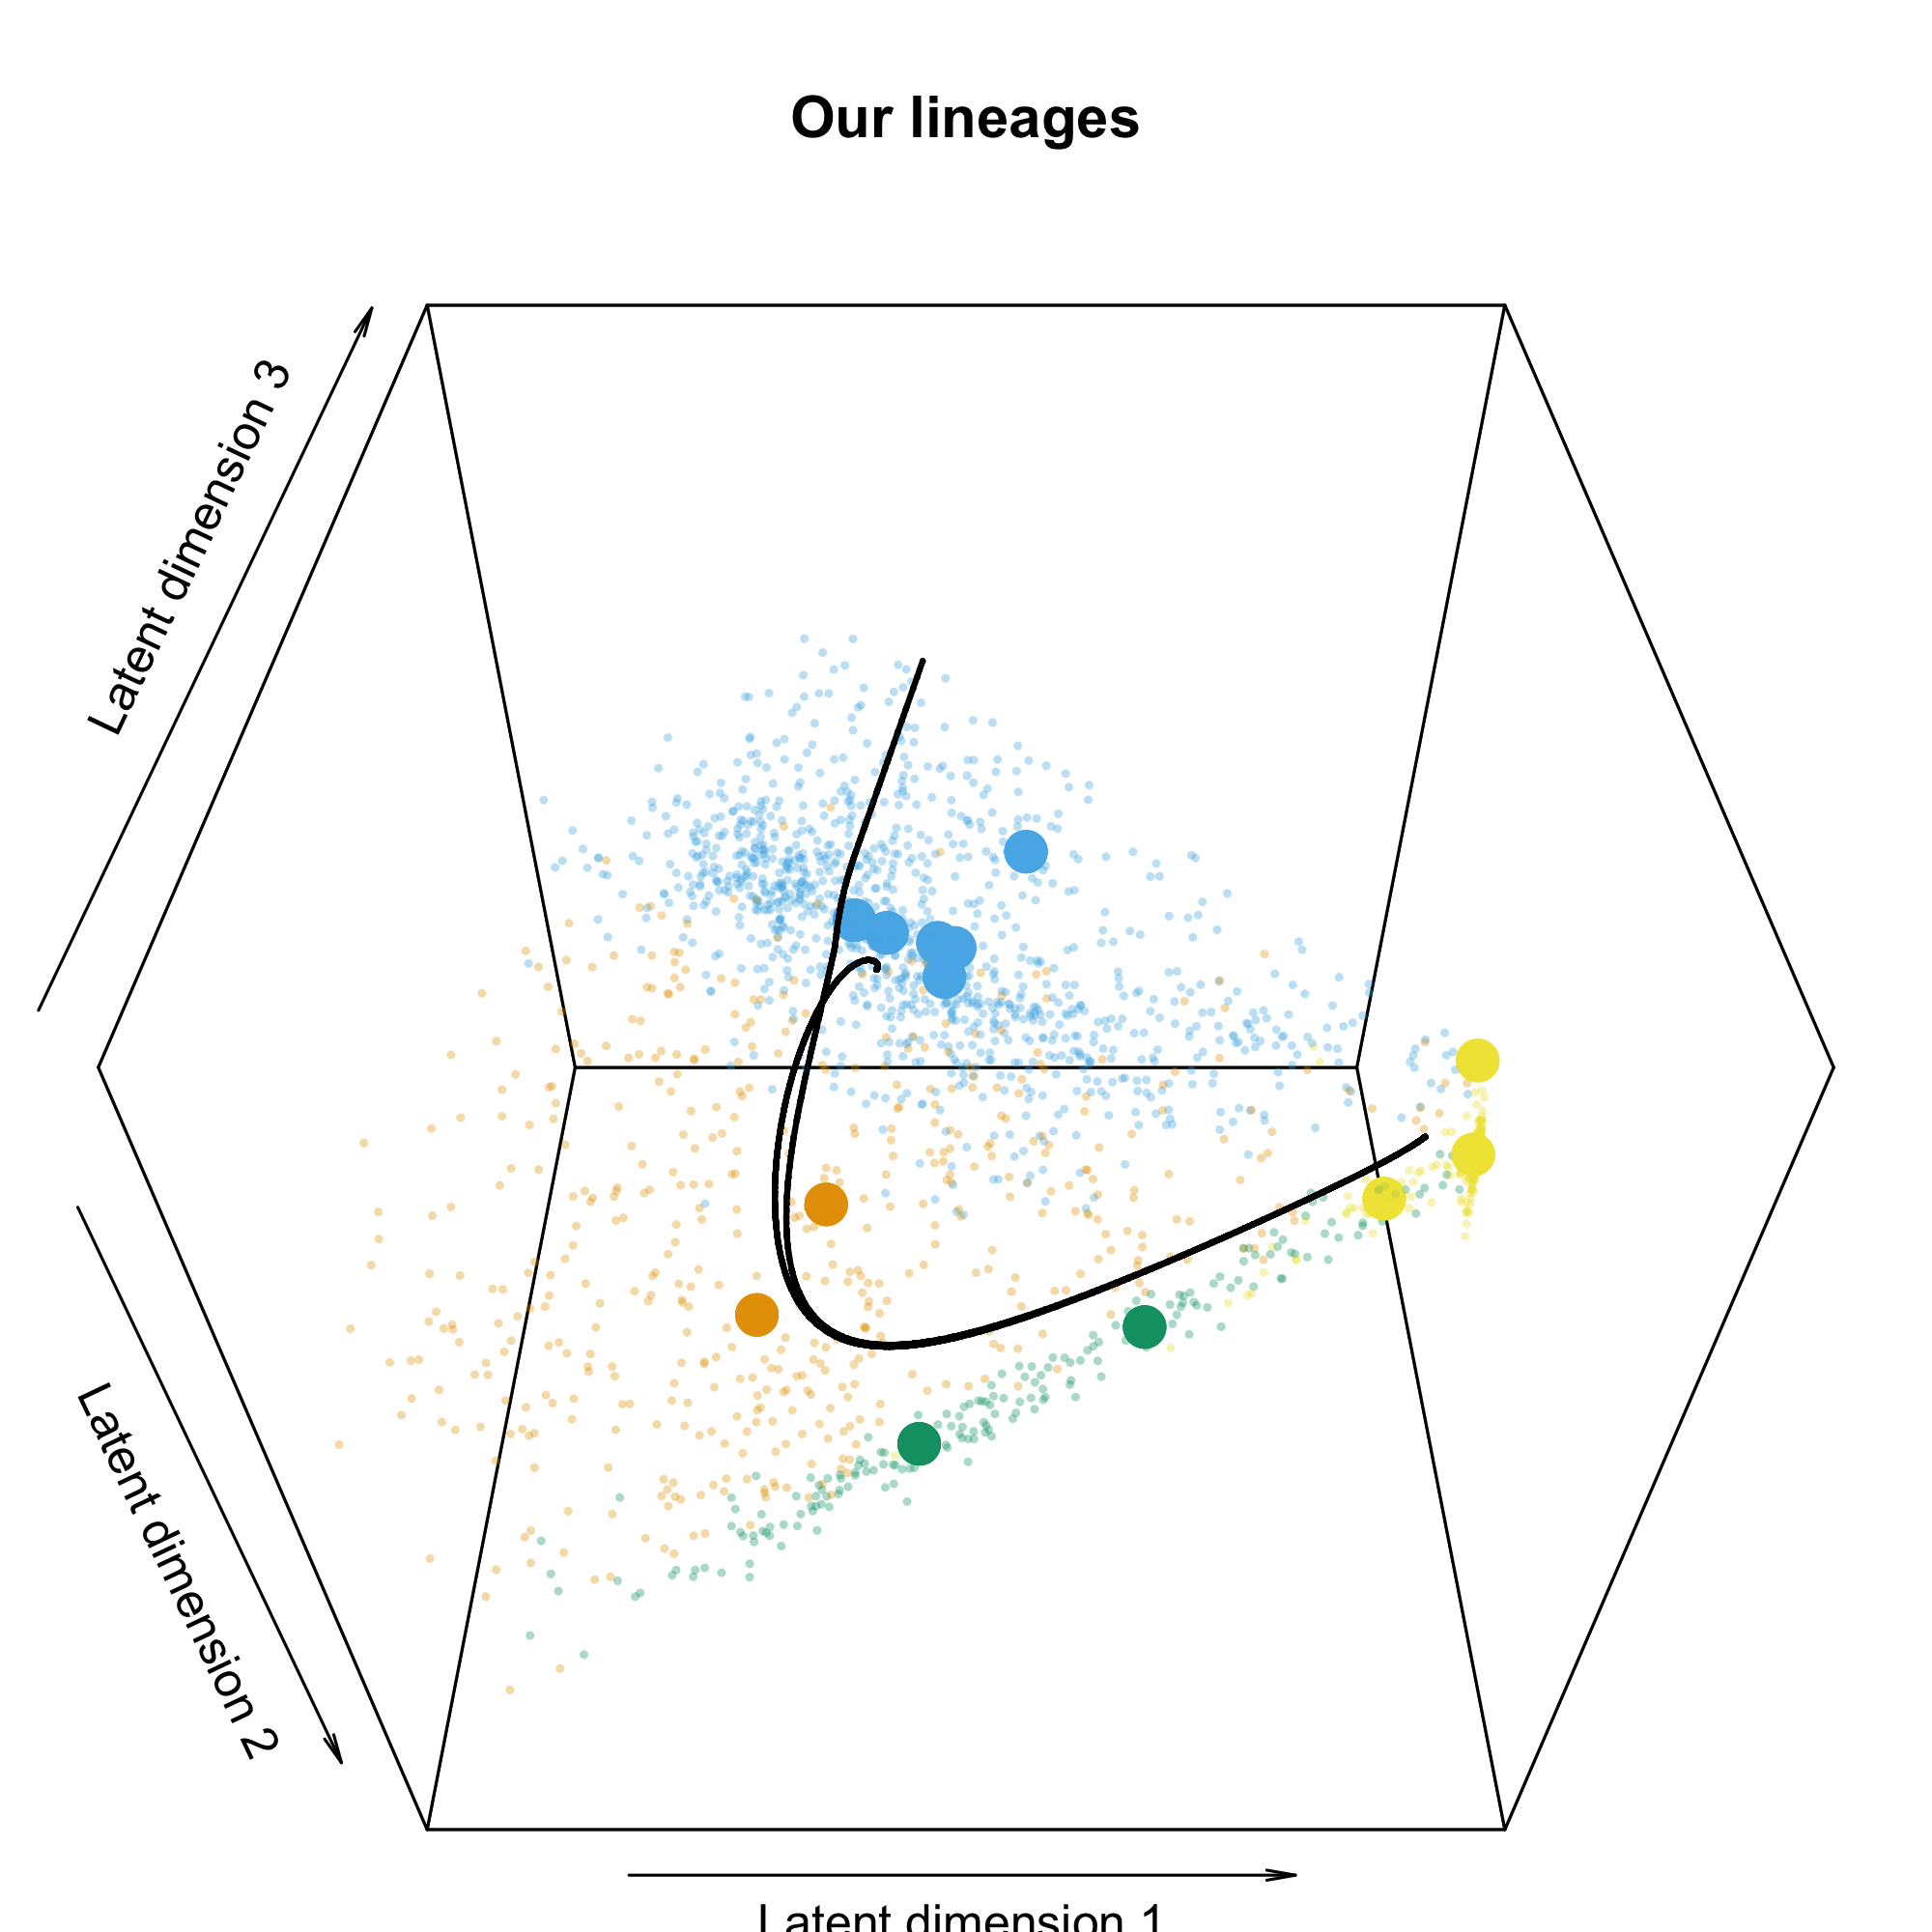 Our lineages
Latent dimension 3
Latent dimension 2
Latent dimension 1